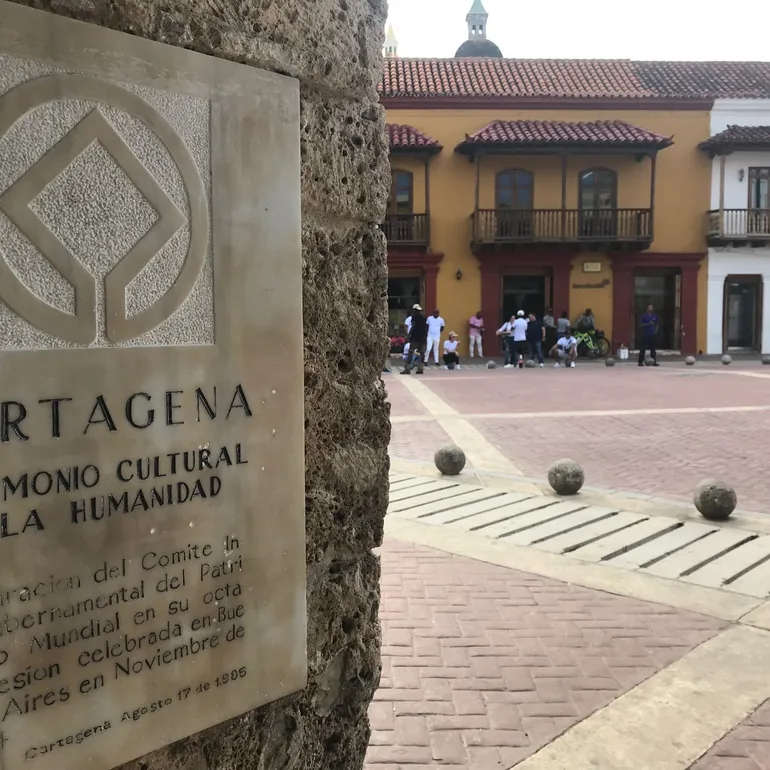 RTAGENA
MONIO CULTURAL
LA HUMANIDAD
aracion del Comite In
bernamental del Patri
o Mundial en su octa
esion celebrada en Bue
Aires en Noviembre de
Cartagena Agosto 17 de 1985